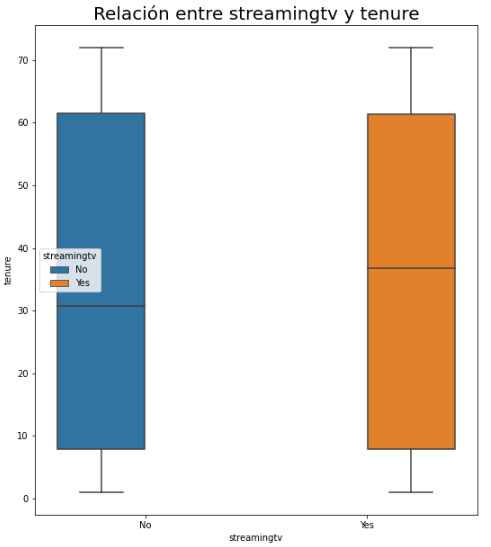 Relación entre streamingtv y tenure
tenure
70
60
50
40
30
20
10
0
streamingtv
No
Yes
No
Yes
streamingtv